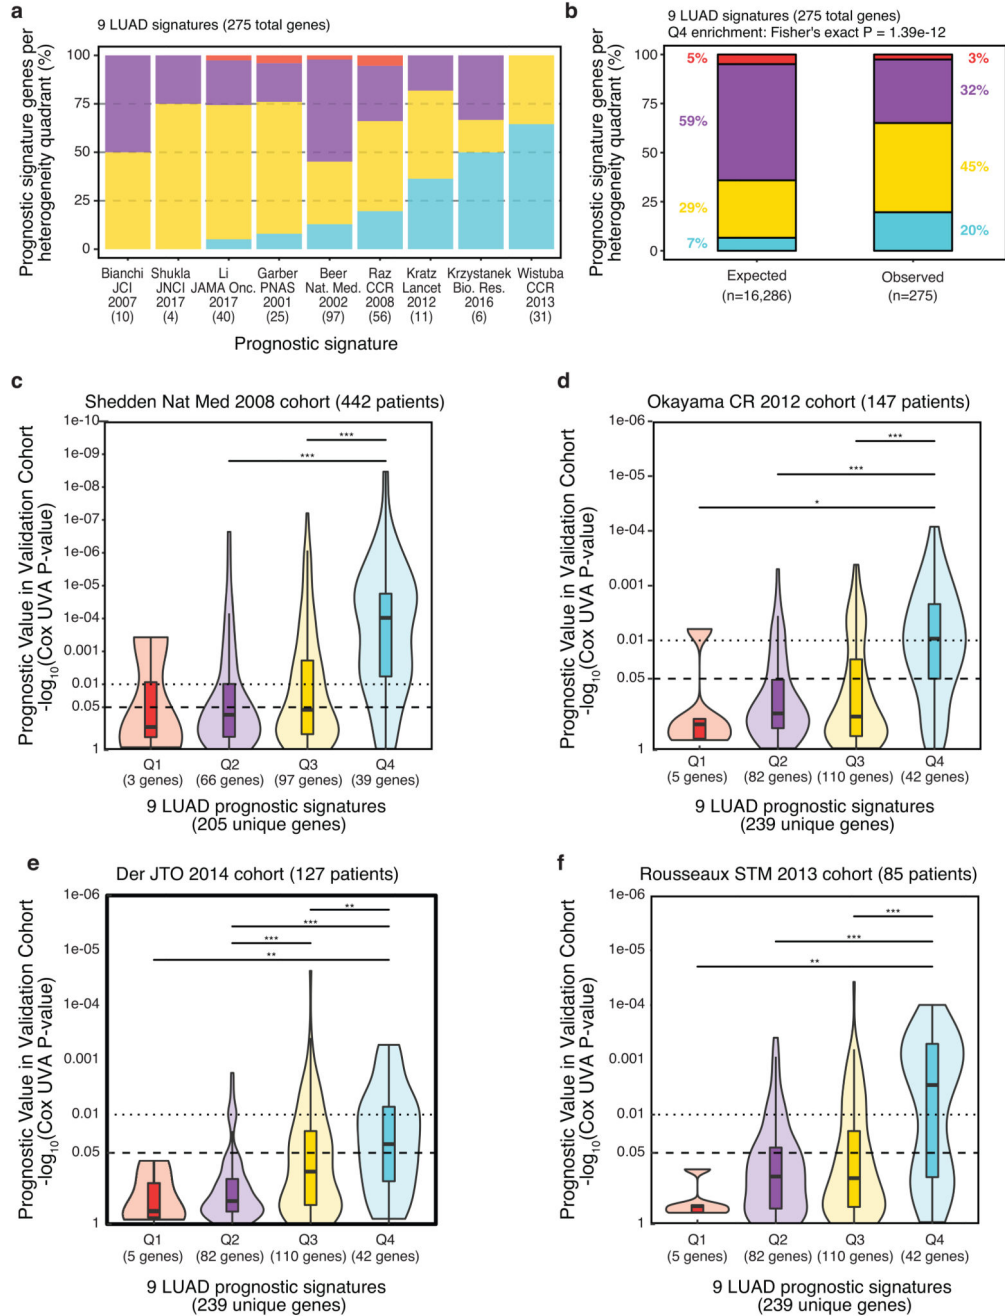 a
9 LUAD signatures (275 total genes)
Prognostic signature genes per
heterogeneity quadrant (%)
100
75
50
25
0
Bianchi
JCI
2007
(10)
Shukla
JNCI
2017
(4)
Li
JAMA Onc.
2017
(40)
Garber
PNAS
2001
(25)
Beer
Nat. Med.
2002
(97)
Raz
CCR
2008
(56)
Kratz
Lancet
2012
(11)
Krzystanek
Bio. Res.
2016
(6)
Wistuba
CCR
2013
(31)
Prognostic signature
b
9 LUAD signatures (275 total genes)
Q4 enrichment: Fisher's exact P = 1.39e-12
Prognostic signature genes per
heterogeneity quadrant (%)
100
75
50
25
0
5%
59%
29%
7%
3%
32%
45%
20%
Expected
(n=16,286)
Observed
(n=275)
c
Shedden Nat Med 2008 cohort (442 patients)
Prognostic Value in Validation Cohort
-log10(Cox UVA P-value)
1e-10
1e-09
1e-08
1e-07
1e-06
1e-05
1e-04
0.001
0.01
0.05
1
***
***
Q1
(3 genes)
Q2
(66 genes)
Q3
(97 genes)
Q4
(39 genes)
9 LUAD prognostic signatures
(205 unique genes)
d
Okayama CR 2012 cohort (147 patients)
Prognostic Value in Validation Cohort
-log10(Cox UVA P-value)
1e-06
1e-05
1e-04
0.001
0.01
0.05
1
***
***
*
Q1
(5 genes)
Q2
(82 genes)
Q3
(110 genes)
Q4
(42 genes)
9 LUAD prognostic signatures
(239 unique genes)
e
Der JTO 2014 cohort (127 patients)
Prognostic Value in Validation Cohort
-log10(Cox UVA P-value)
1e-06
1e-05
1e-04
0.001
0.01
0.05
1
**
***
***
**
Q1
(5 genes)
Q2
(82 genes)
Q3
(110 genes)
Q4
(42 genes)
9 LUAD prognostic signatures
(239 unique genes)
f
Rousseaux STM 2013 cohort (85 patients)
Prognostic Value in Validation Cohort
-log10(Cox UVA P-value)
1e-06
1e-05
1e-04
0.001
0.01
0.05
1
***
***
**
Q1
(5 genes)
Q2
(82 genes)
Q3
(110 genes)
Q4
(42 genes)
9 LUAD prognostic signatures
(239 unique genes)